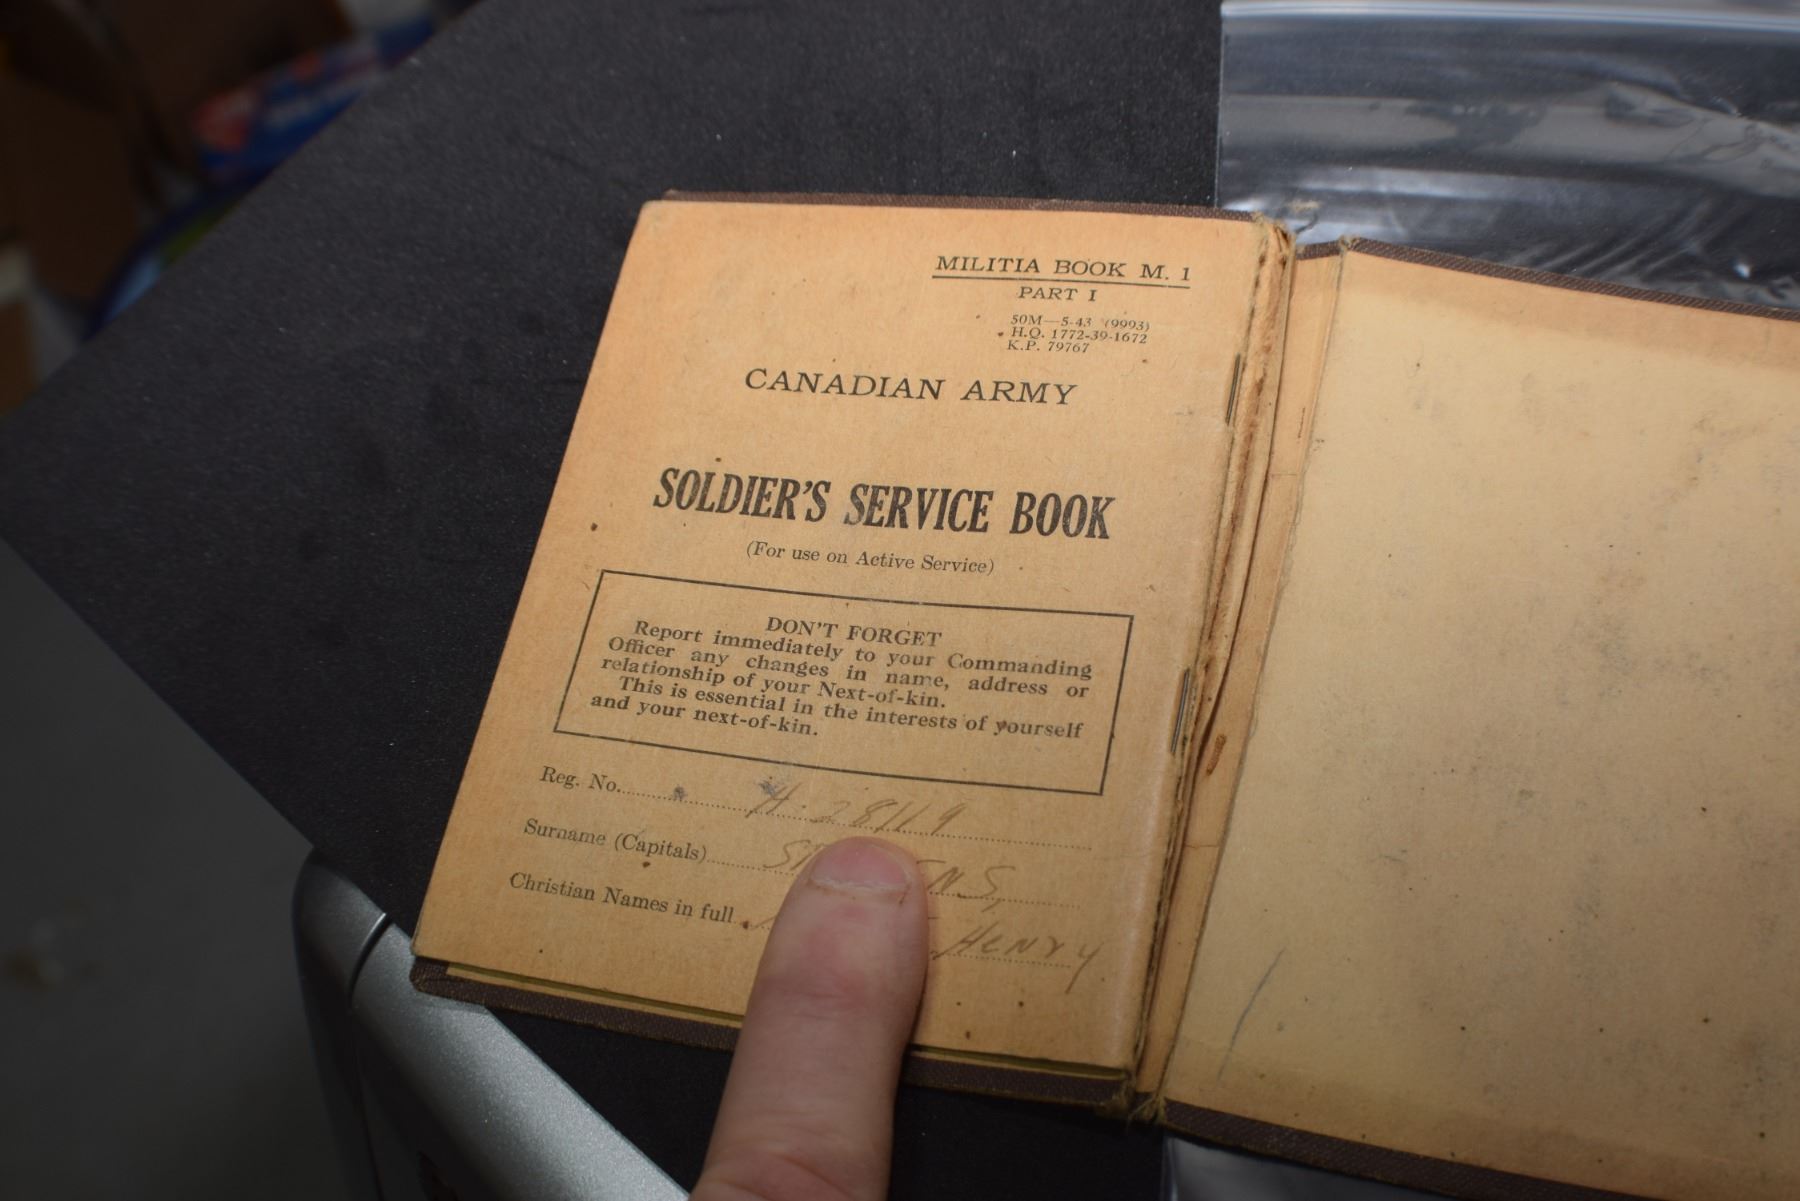 MILITIA BOOK M. 1
PART I
50M—5-43 (9993)
H.Q. 1772-39-1672
K.P. 79767
CANADIAN ARMY
SOLDIER'S SERVICE BOOK
(For use on Active Service)
DON'T FORGET
Report immediately to your Commanding
Officer any changes in name, address or
relationship of your Next-of-kin.
This is essential in the interests of yourself
and your next-of-kin.
Reg. No. H. 28119
Surname (Capitals)
Christian Names in full HENRY